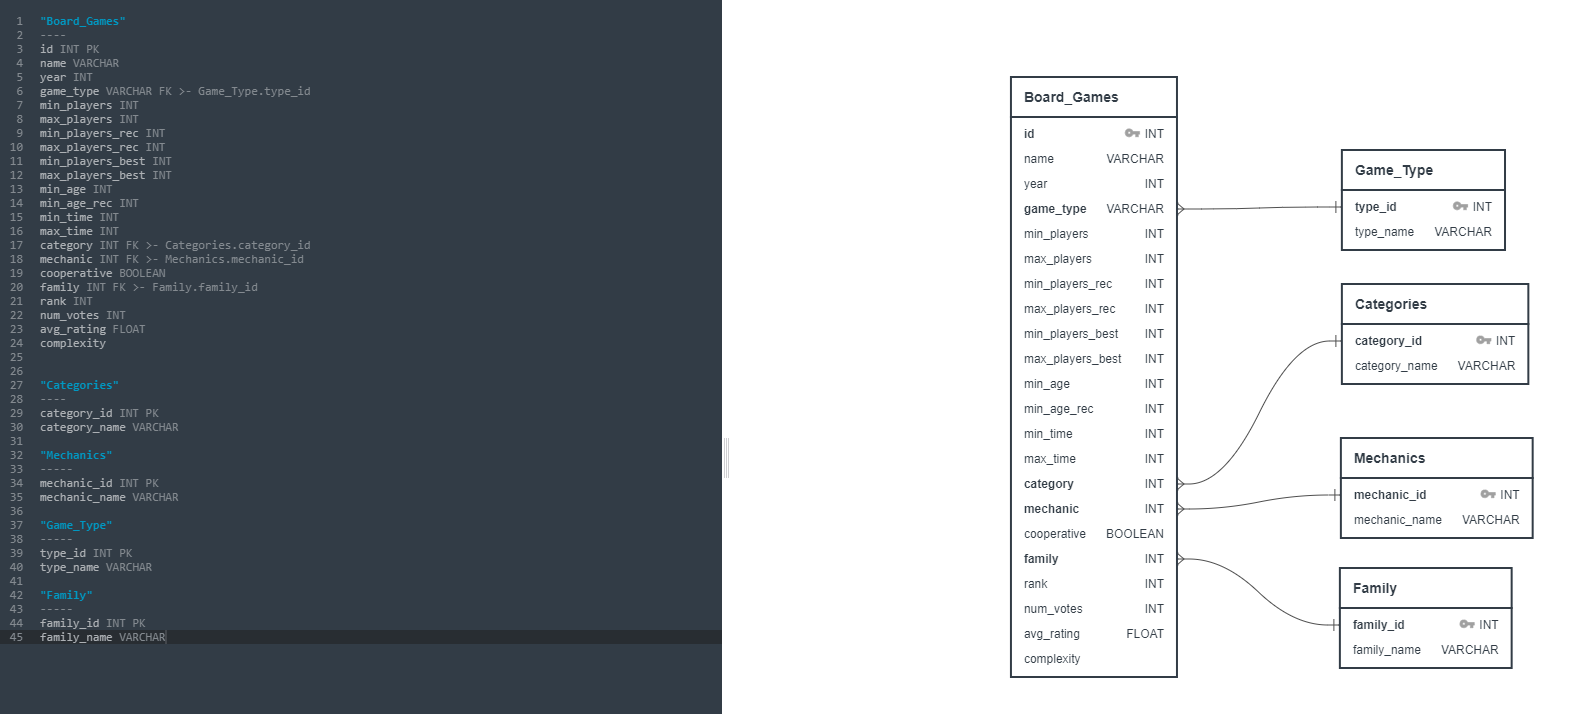 1 "Board_Games"
2 ----
3 id INT PK
4 name VARCHAR
5 year INT
6 game_type VARCHAR FK >- Game_Type.type_id
7 min_players INT
8 max_players INT
9 min_players_rec INT
10 max_players_rec INT
11 min_players_best INT
12 max_players_best INT
13 min_age INT
14 min_age_rec INT
15 min_time INT
16 max_time INT
17 category INT FK >- Categories.category_id
18 mechanic INT FK >- Mechanics.mechanic_id
19 cooperative BOOLEAN
20 family INT FK >- Family.family_id
21 rank INT
22 num_votes INT
23 avg_rating FLOAT
24 complexity
25
26
27 "Categories"
28 ----
29 category_id INT PK
30 category_name VARCHAR
31
32 "Mechanics"
33 -----
34 mechanic_id INT PK
35 mechanic_name VARCHAR
36
37 "Game_Type"
38 -----
39 type_id INT PK
40 type_name VARCHAR
41
42 "Family"
43 -----
44 family_id INT PK
45 family_name VARCHAR
Board_Games
id INT
name VARCHAR
year INT
game_type VARCHAR
min_players INT
max_players INT
min_players_rec INT
max_players_rec INT
min_players_best INT
max_players_best INT
min_age INT
min_age_rec INT
min_time INT
max_time INT
category INT
mechanic INT
cooperative BOOLEAN
family INT
rank INT
num_votes INT
avg_rating FLOAT
complexity
Game_Type
type_id INT
type_name VARCHAR
Categories
category_id INT
category_name VARCHAR
Mechanics
mechanic_id INT
mechanic_name VARCHAR
Family
family_id INT
family_name VARCHAR